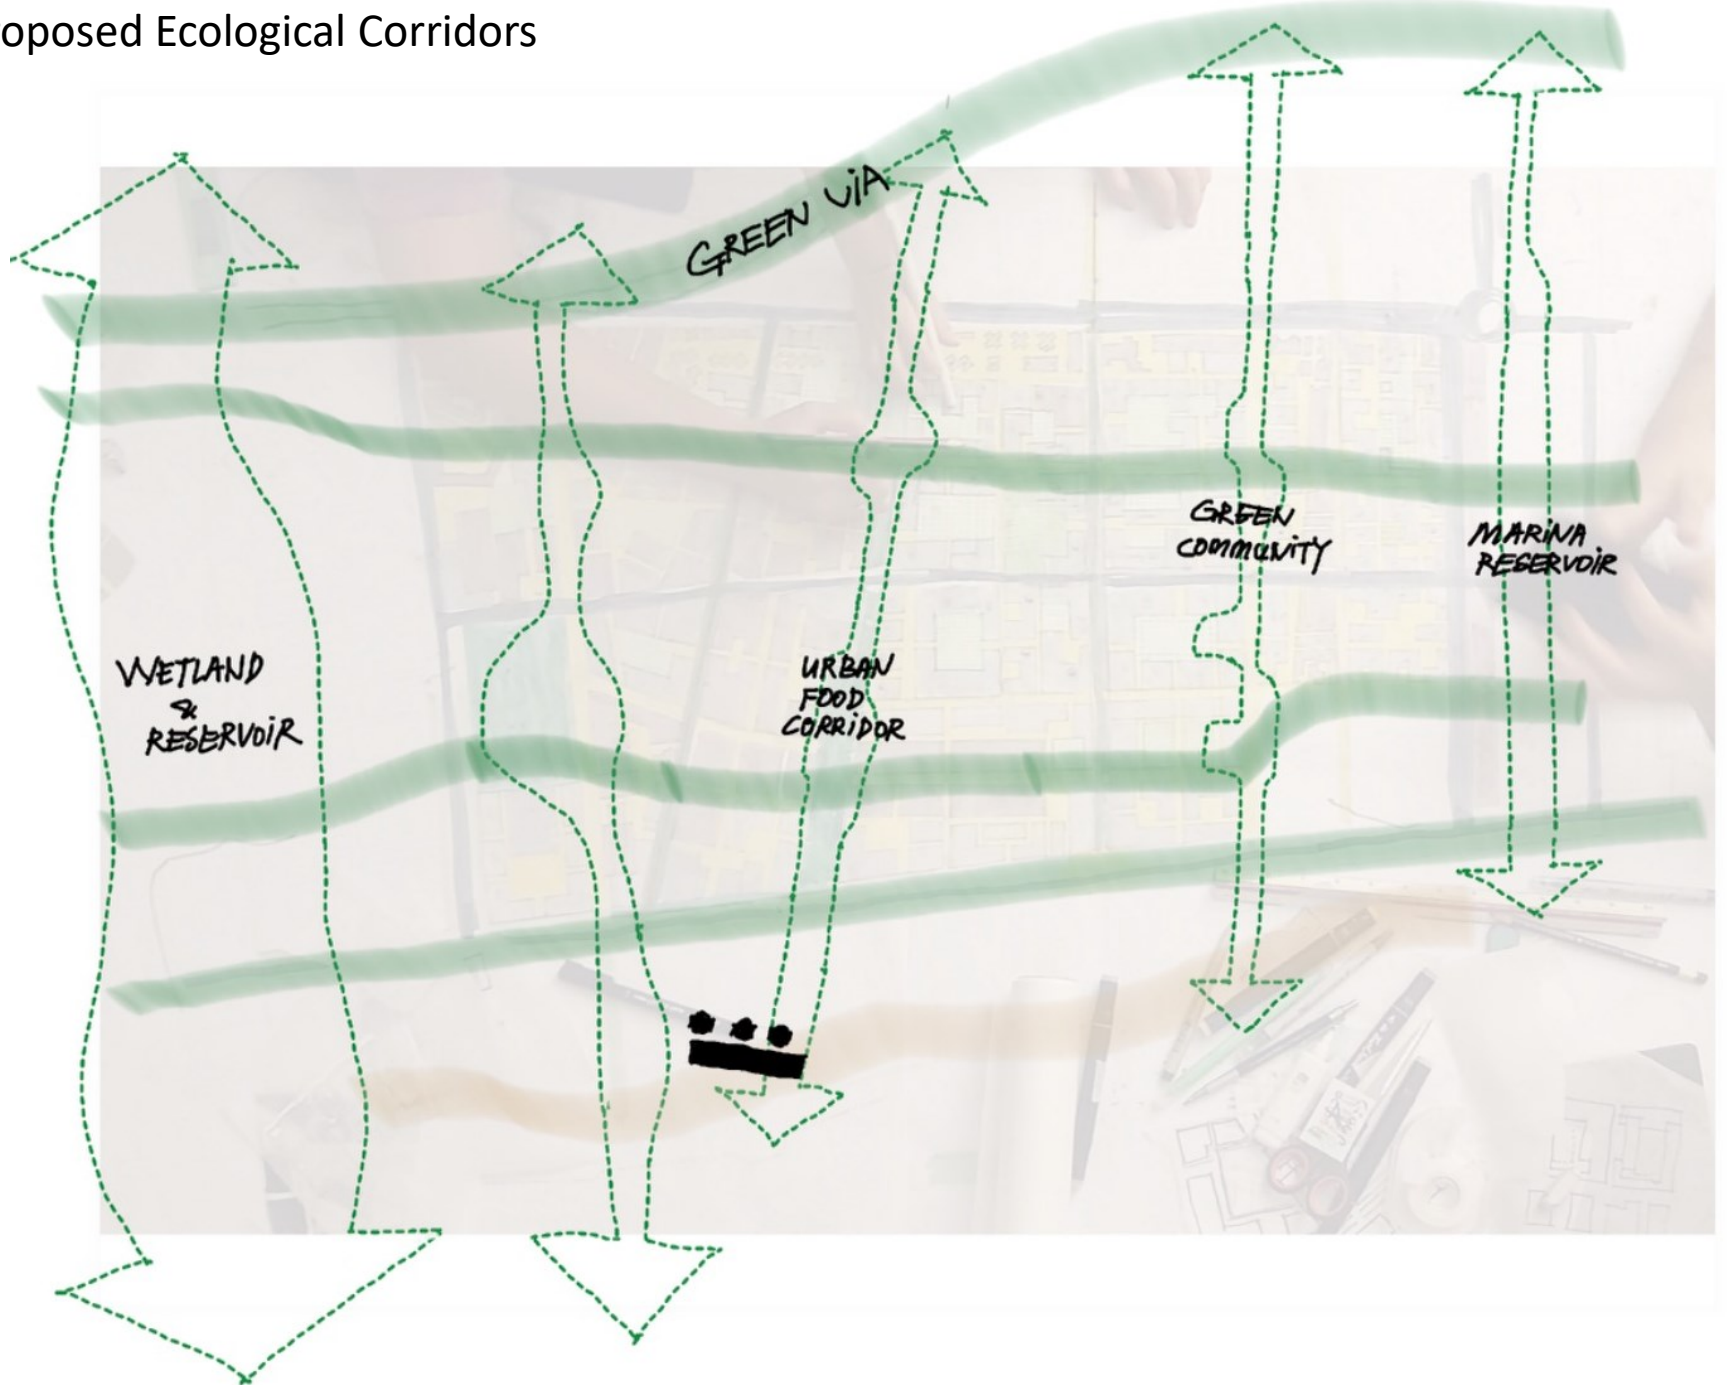 oposed Ecological Corridors
GREEN ViA
GREEN
COMMUNiTY
MARiNA
RESERVOiR
WETLAND
&
RESERVOiR
URBAN
FOOD
CORRiDOR